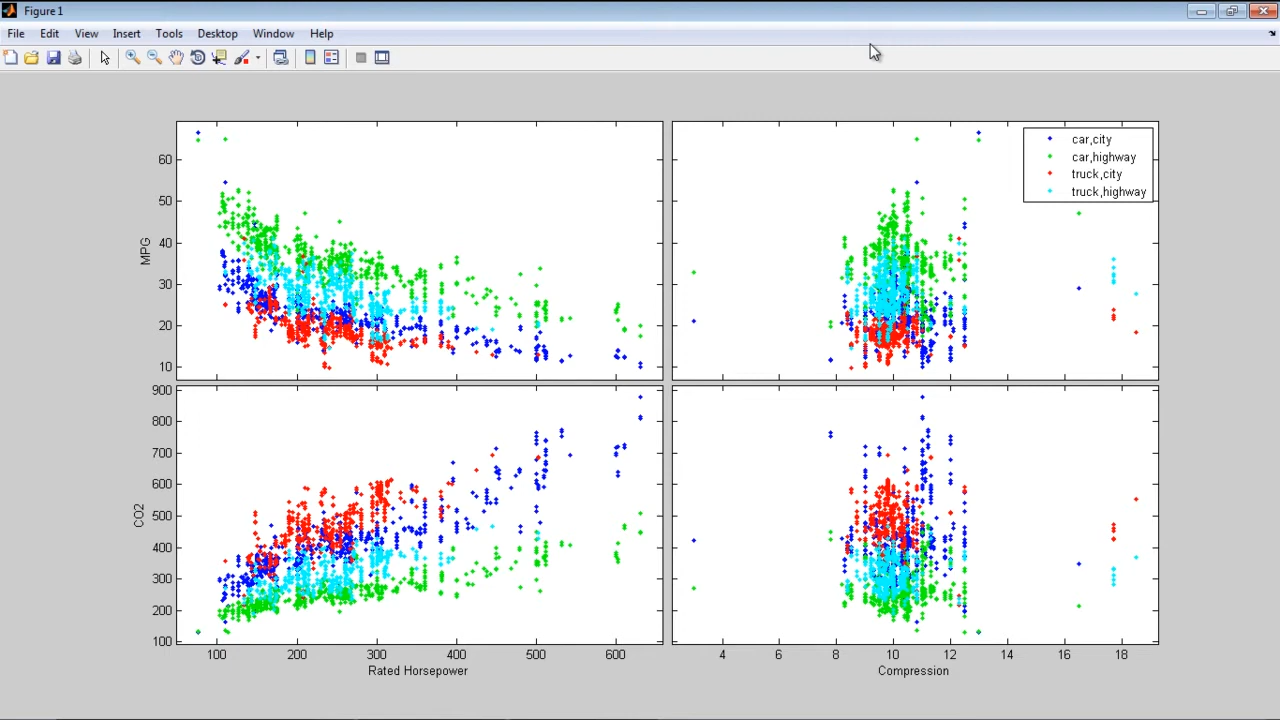 Figure 1
File Edit View Insert Tools Desktop Window Help
MPG
60
50
40
30
20
10
car,city
car,highway
truck,city
truck,highway
CO2
900
800
700
600
500
400
300
200
100
100 200 300 400 500 600
Rated Horsepower
4 6 8 10 12 14 16 18
Compression